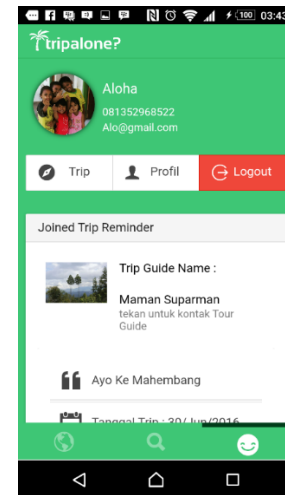 100 03:43
tripalone?
Aloha
081352968522
Alo@gmail.com
Trip
Profil
Logout
Joined Trip Reminder
Trip Guide Name :
Maman Suparman
tekan untuk kontak Tour
Guide
Ayo Ke Mahembang
Tanggal Trip : 30/Jun/2016